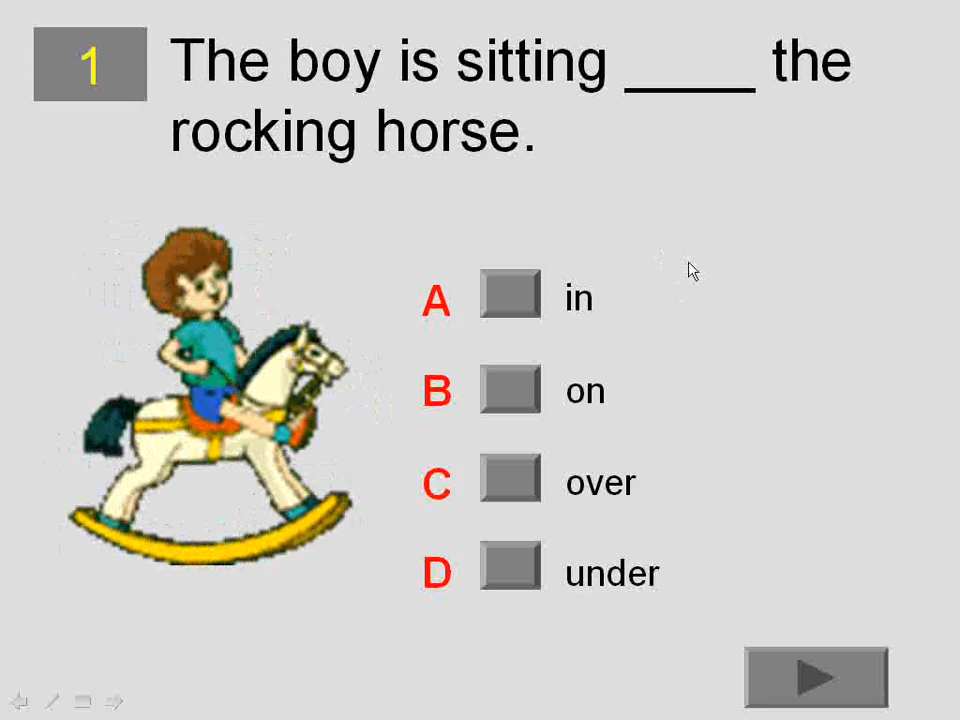 1
The boy is sitting ____ the
rocking horse.
A in
B on
C over
D under